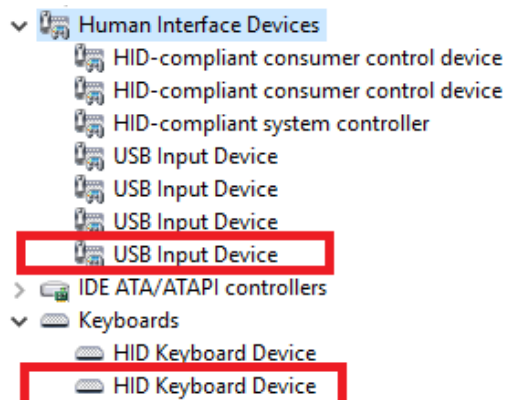 Human Interface Devices
HID-compliant consumer control device
HID-compliant consumer control device
HID-compliant system controller
USB Input Device
USB Input Device
USB Input Device
USB Input Device
IDE ATA/ATAPI controllers
Keyboards
HID Keyboard Device
HID Keyboard Device